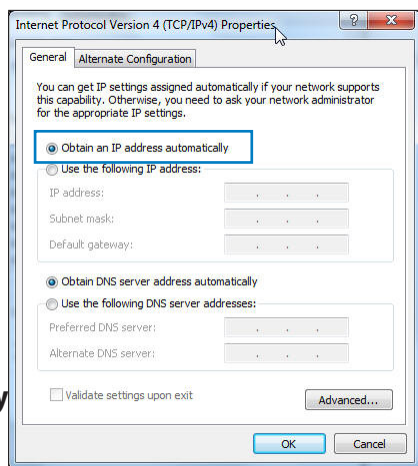 Internet Protocol Version 4 (TCP/IPv4) Properties
General
Alternate Configuration
You can get IP settings assigned automatically if your network supports
this capability. Otherwise, you need to ask your network administrator
for the appropriate IP settings.
Obtain an IP address automatically
Use the following IP address:
IP address:
Subnet mask:
Default gateway:
Obtain DNS server address automatically
Use the following DNS server addresses:
Preferred DNS server:
Alternate DNS server:
y
Validate settings upon exit
Advanced...
OK
Cancel